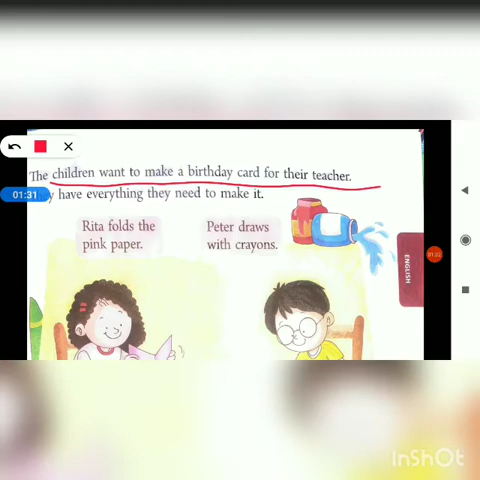 The children want to make a birthday card for their teacher.
01:31
y have everything they need to make it.
Rita folds the
pink paper.
Peter draws
with crayons.
01:32
ENGLISH
InShOt